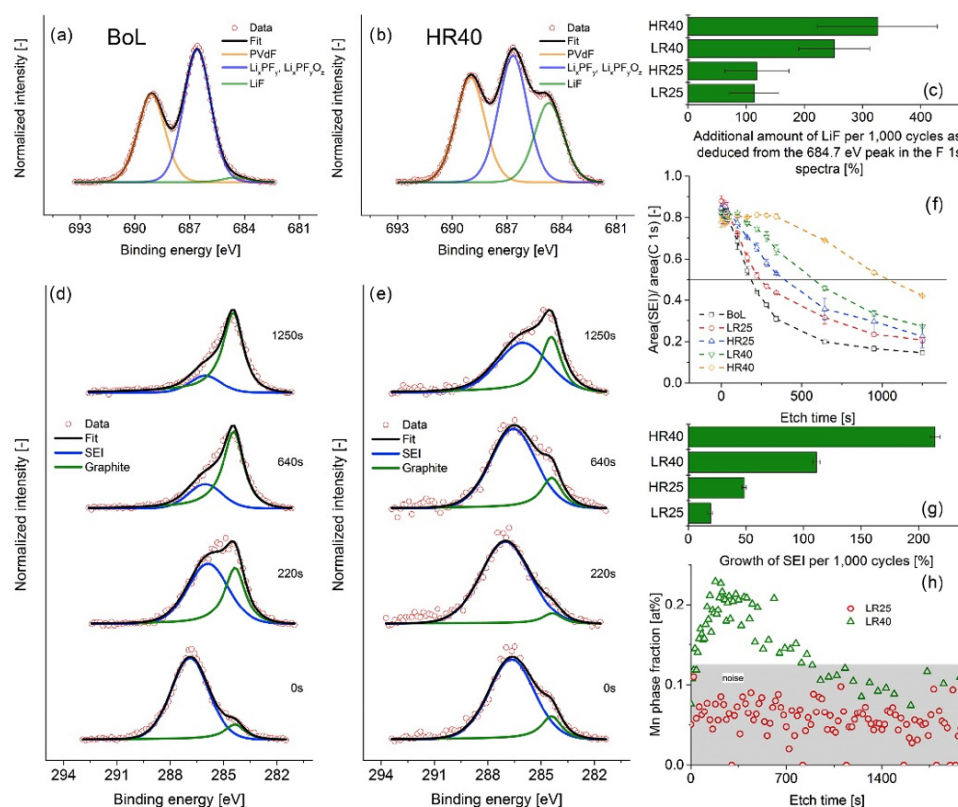 (a) BoL
Data
Fit
PVdF
LiₓPFᵧ, LiₓPFᵧO_z
LiF
Normalized intensity [-]
693 690 687 684 681
Binding energy [eV]
(b) HR40
Data
Fit
PVdF
LiₓPFᵧ, LiₓPFᵧO_z
LiF
Normalized intensity [-]
693 690 687 684 681
Binding energy [eV]
HR40
LR40
HR25
LR25
(c)
0 100 200 300 400
Additional amount of LiF per 1,000 cycles as
deduced from the 684.7 eV peak in the F 1s
spectra [%]
(d)
1250s
Data
Fit
SEI
Graphite
640s
220s
0s
Normalized intensity [-]
294 291 288 285 282
Binding energy [eV]
(e)
1250s
Data
Fit
SEI
Graphite
640s
220s
0s
Normalized intensity [-]
294 291 288 285 282
Binding energy [eV]
(f)
Area(SEI)/ area(C 1s) [-]
1.0
0.8
0.6
0.4
0.2
0.0
BoL
LR25
HR25
LR40
HR40
0 500 1000
Etch time [s]
HR40
LR40
HR25
LR25
(g)
0 50 100 150 200
Growth of SEI per 1,000 cycles [%]
(h)
Mn phase fraction [at%]
0.2
0.1
0.0
LR25
LR40
noise
0 700 1400
Etch time [s]